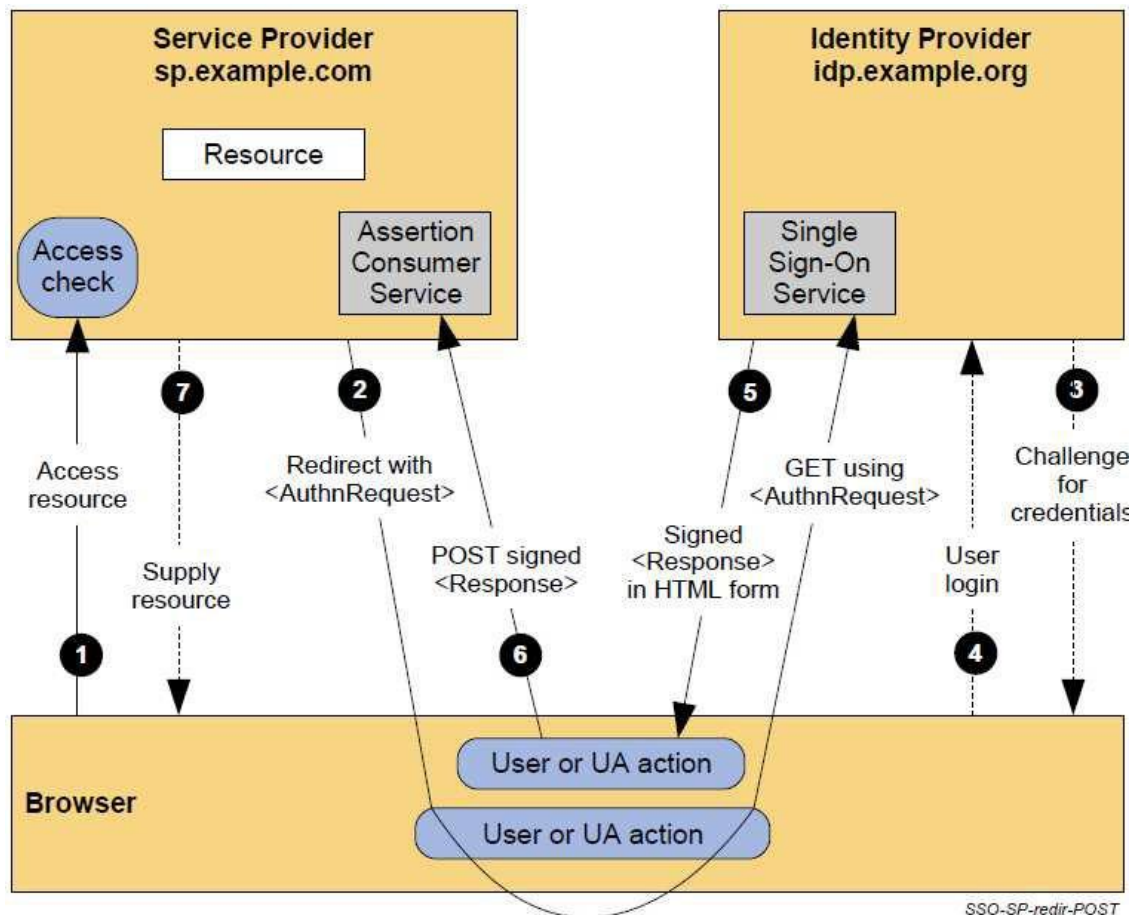 Service Provider
sp.example.com
Resource
Access
check
Assertion
Consumer
Service
Identity Provider
idp.example.org
Single
Sign-On
Service
7
2
5
3
Access
resource
Redirect with
<AuthnRequest>
GET using
<AuthnRequest>
Challenge
for
credentials
Supply
resource
POST signed
<Response>
Signed
<Response>
in HTML form
User
login
1
6
4
User or UA action
Browser
User or UA action
SSO-SP-redir-POST